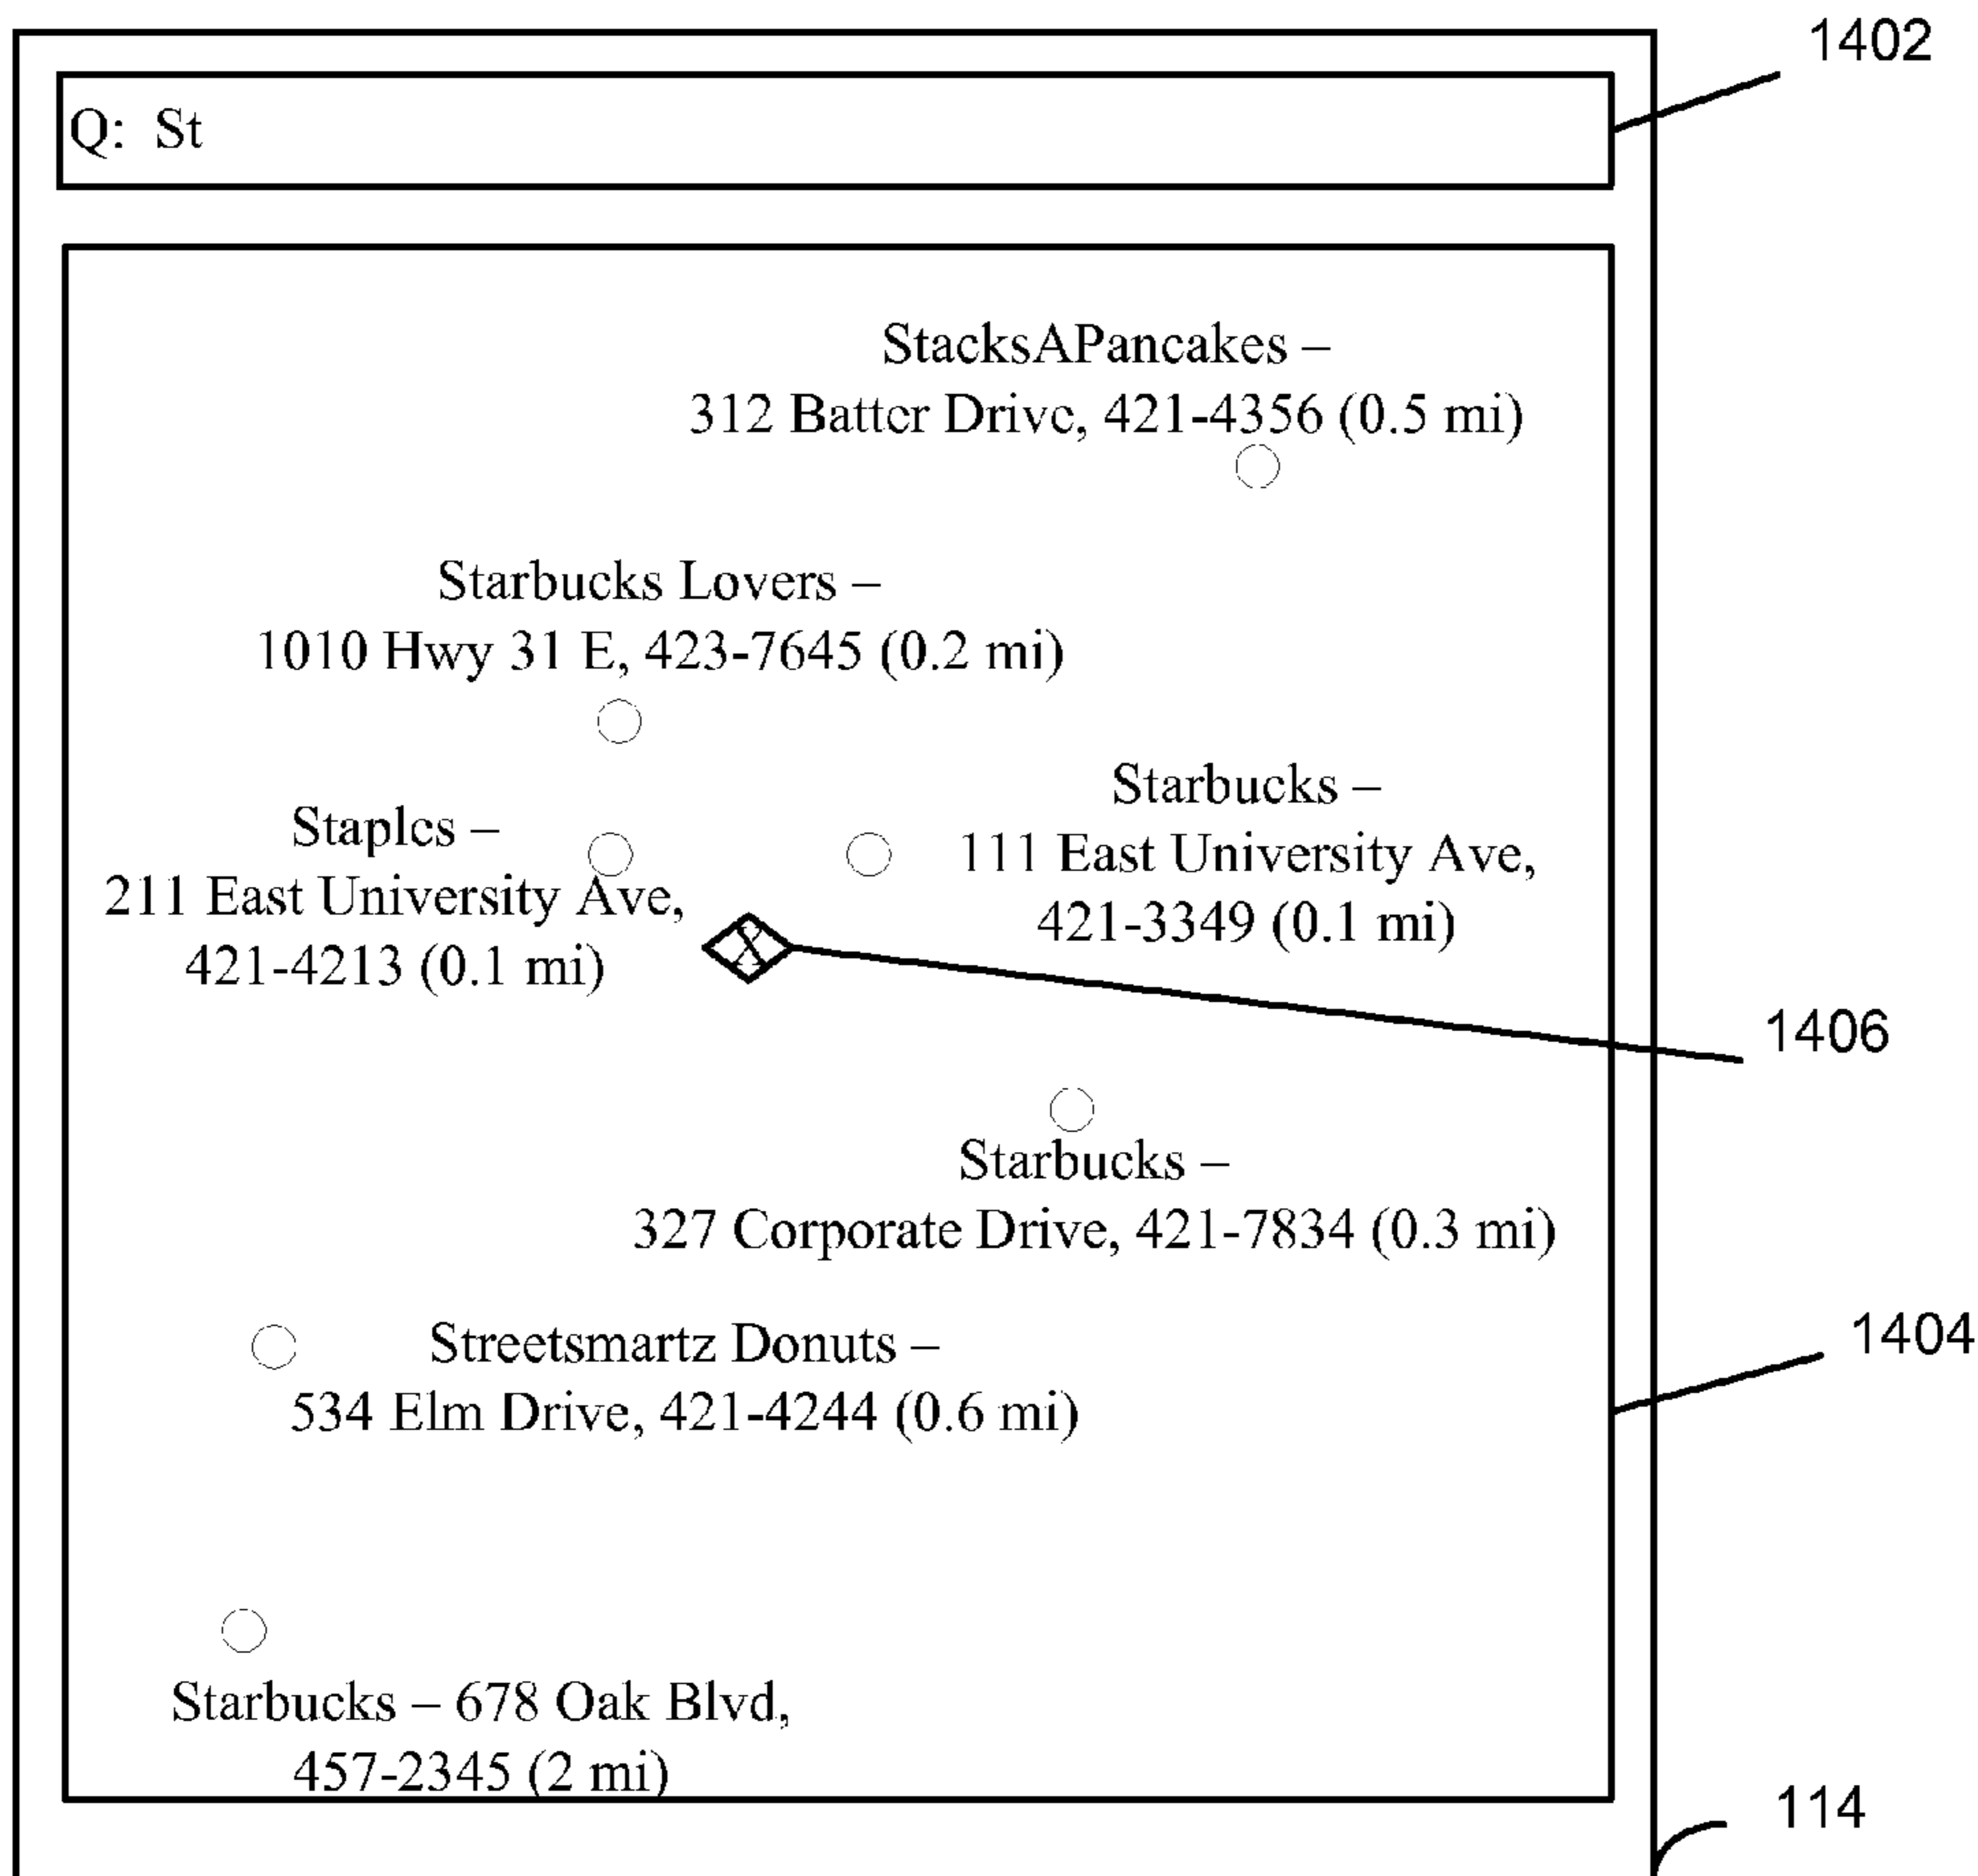 1402
Q: St
StacksAPancakes –
312 Batter Drive, 421-4356 (0.5 mi)
Starbucks Lovers –
1010 Hwy 31 E, 423-7645 (0.2 mi)
Starbucks –
111 East University Ave,
421-3349 (0.1 mi)
Staples –
211 East University Ave,
421-4213 (0.1 mi)
X
1406
Starbucks –
327 Corporate Drive, 421-7834 (0.3 mi)
Streetsmartz Donuts –
534 Elm Drive, 421-4244 (0.6 mi)
1404
Starbucks – 678 Oak Blvd,
457-2345 (2 mi)
114